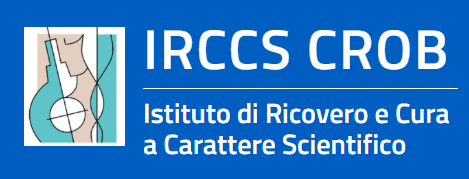 IRCCS CROB
Istituto di Ricovero e Cura
a Carattere Scientifico